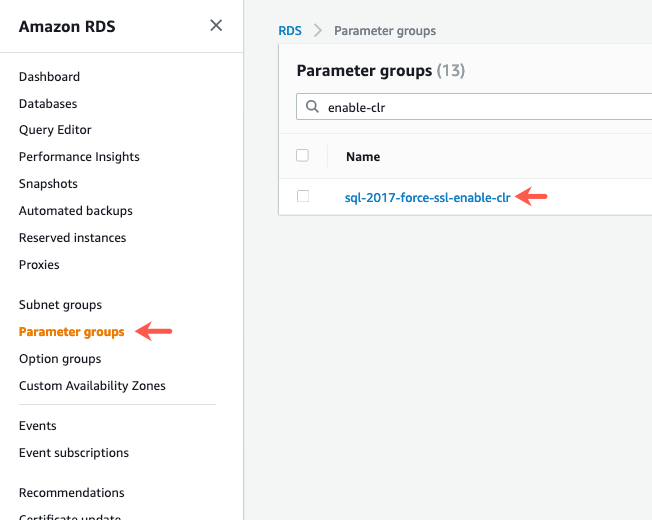 Amazon RDS
Dashboard
Databases
Query Editor
Performance Insights
Snapshots
Automated backups
Reserved instances
Proxies
Subnet groups
Parameter groups
Option groups
Custom Availability Zones
Events
Event subscriptions
Recommendations
Certificate update
RDS > Parameter groups
Parameter groups (13)
enable-clr
Name
sql-2017-force-ssl-enable-clr